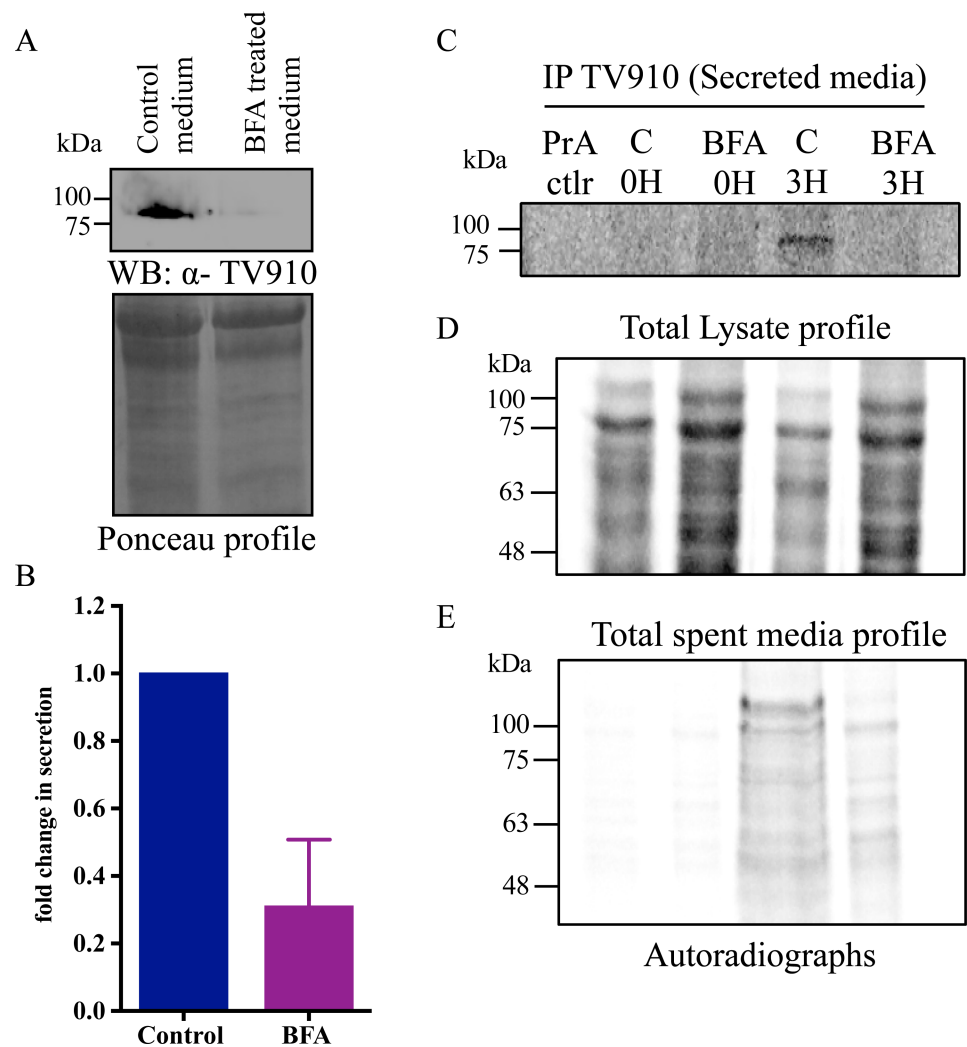 A
Control
medium
BFA treated
medium
kDa
100
75
WB: α- TV910
Ponceau profile
B
1.2
1.0
0.8
0.6
0.4
0.2
0.0
fold change in secretion
Control
BFA
C
IP TV910 (Secreted media)
kDa
PrA C BFA C BFA
ctlr 0H 0H 3H 3H
100
75
D
Total Lysate profile
kDa
100
75
63
48
E
Total spent media profile
kDa
100
75
63
48
Autoradiographs